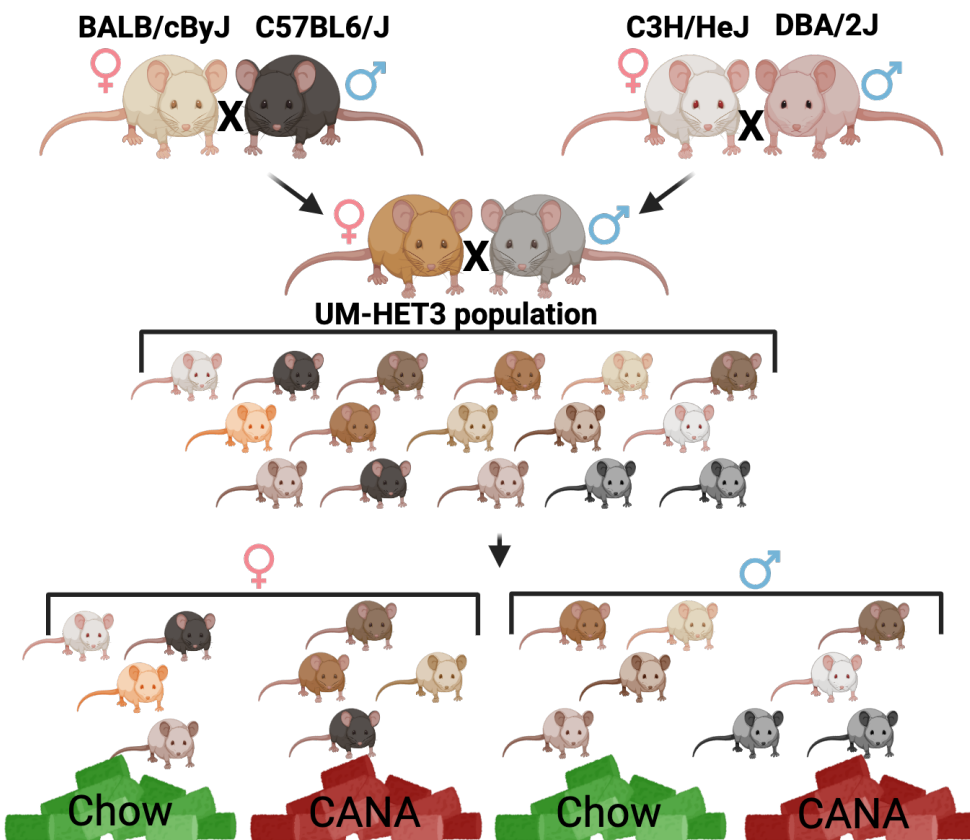 BALB/cByJ C57BL6/J C3H/HeJ DBA/2J
X X
X
UM-HET3 population
Chow CANA Chow CANA